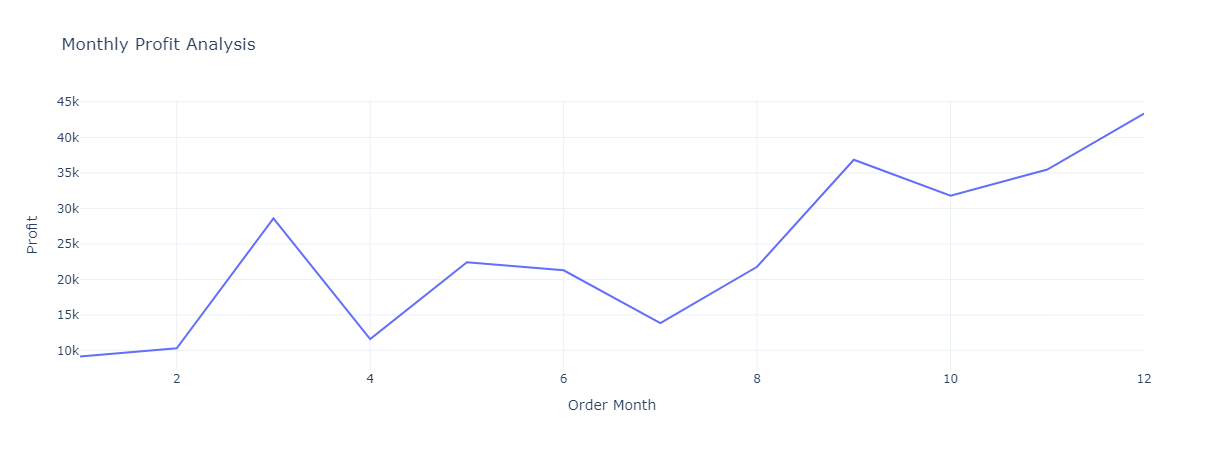 Monthly Profit Analysis
45k
40k
35k
30k
25k
20k
15k
10k
Profit
2 4 6 8 10 12
Order Month